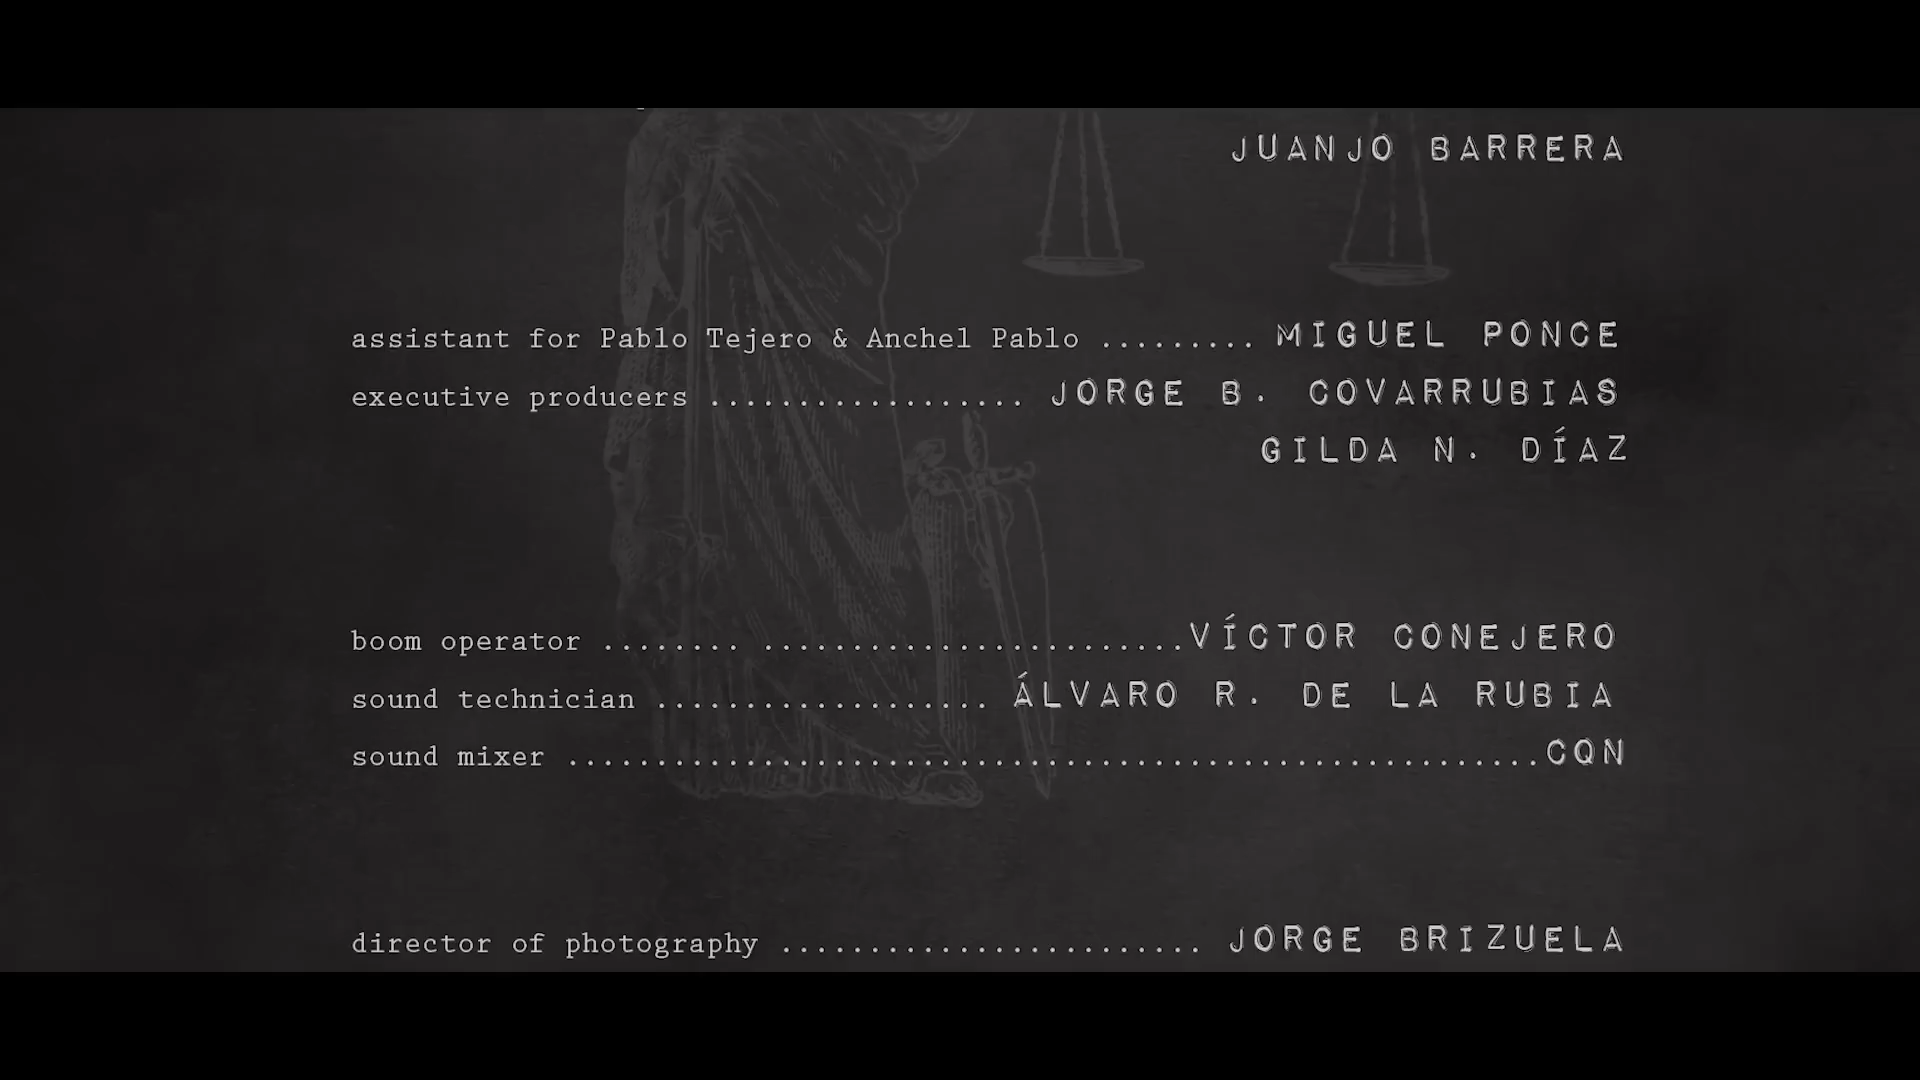 JUANJO BARRERA
assistant for Pablo Tejero & Anchel Pablo ......... MIGUEL PONCE
executive producers .................. JORGE B. COVARRUBIAS
GILDA N. DÍAZ
boom operator ........ ........................VÍCTOR CONEJERO
sound technician ................... ÁLVARO R. DE LA RUBIA
sound mixer .......................................................CQN
director of photography ........................ JORGE BRIZUELA